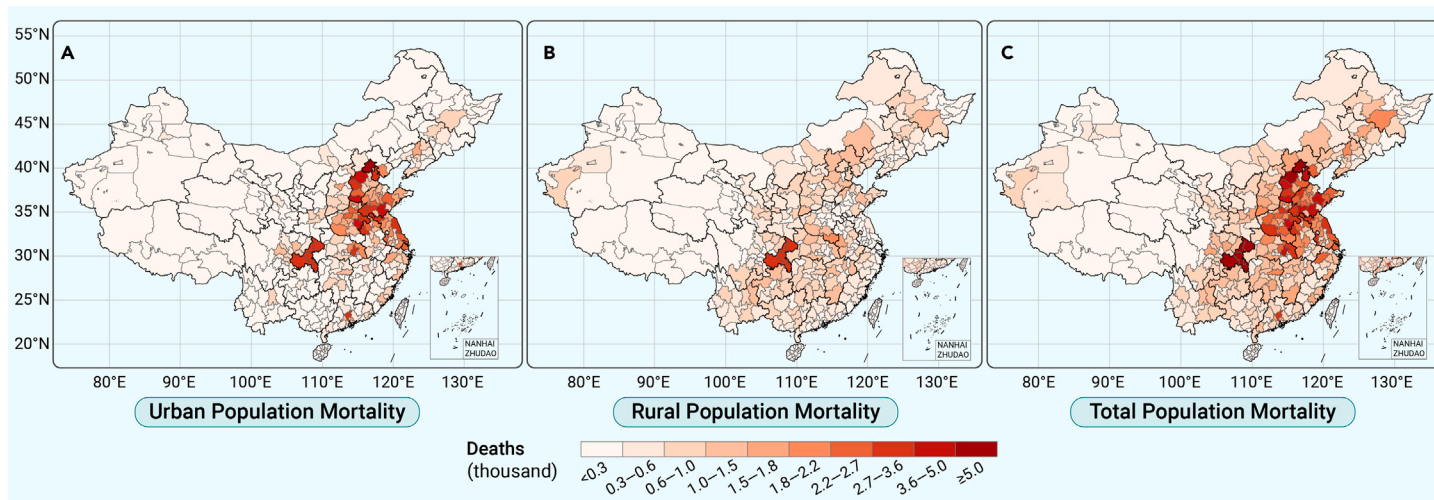 A
B
C
55°N
50°N
45°N
40°N
35°N
30°N
25°N
20°N
NANHAI
ZHUDAO
NANHAI
ZHUDAO
NANHAI
ZHUDAO
80°E 90°E 100°E 110°E 120°E 130°E
80°E 90°E 100°E 110°E 120°E 130°E
80°E 90°E 100°E 110°E 120°E 130°E
Urban Population Mortality
Rural Population Mortality
Total Population Mortality
Deaths
(thousand)
<0.3 0.3–0.6 0.6–1.0 1.0–1.5 1.5–1.8 1.8–2.2 2.2–2.7 2.7–3.6 3.6–5.0 ≥5.0